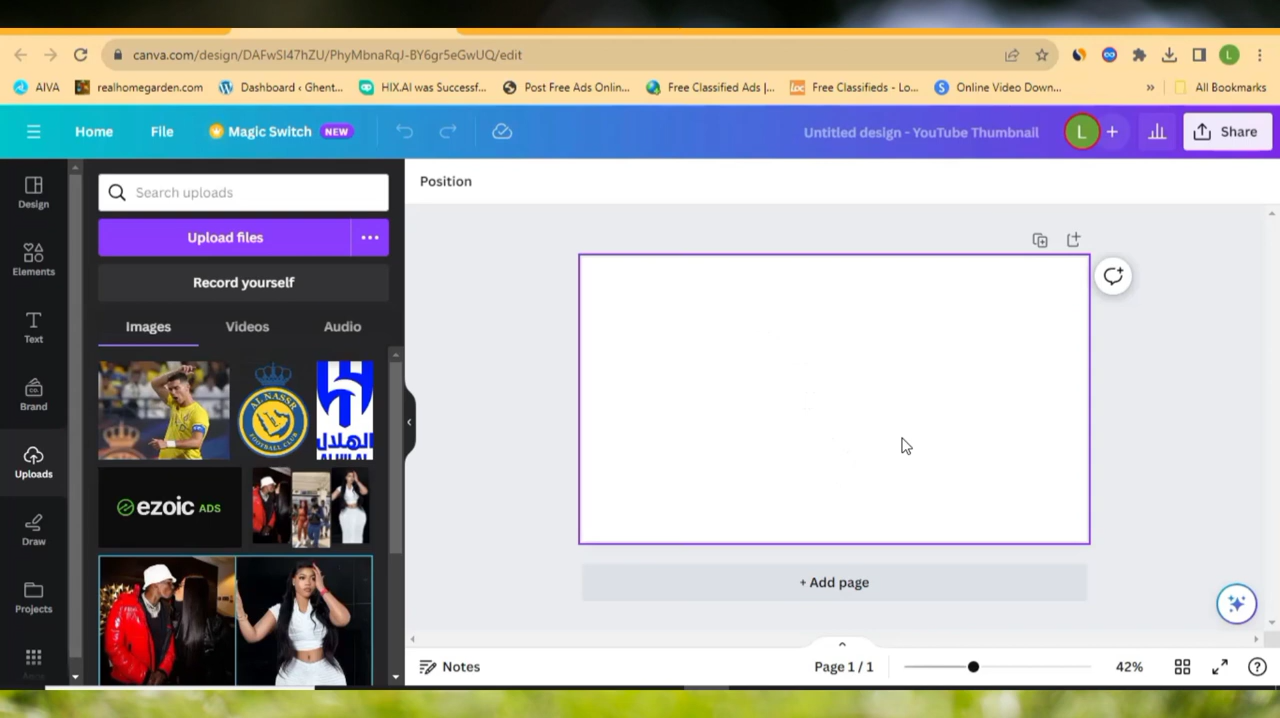 canva.com/design/DAFwSI47hZU/PhyMbnaRqJ-BY6gr5eGwUQ/edit
L
AIVA
realhomegarden.com
Dashboard ‹ Ghent...
HIX.AI was Successf...
Post Free Ads Onlin...
Free Classified Ads |...
Loc
Free Classifieds - Lo...
S
Online Video Down...
»
All Bookmarks
Home
File
Magic Switch
NEW
Untitled design - YouTube Thumbnail
L
+
Share
Design
Elements
Text
CO.
Brand
Uploads
Draw
Projects
Search uploads
Upload files
Record yourself
Images
Videos
Audio
AL NASSR
FOOTBALL CLUB
الهلال
ezoic ADS
Position
+ Add page
Notes
Page 1 / 1
42%